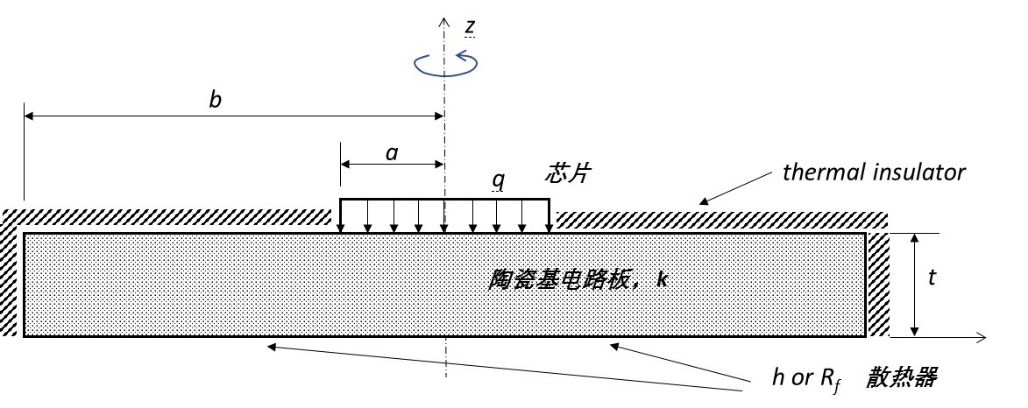 z
b
a
q 芯片
thermal insulator
陶瓷基电路板，k
t
h or Rf 散热器